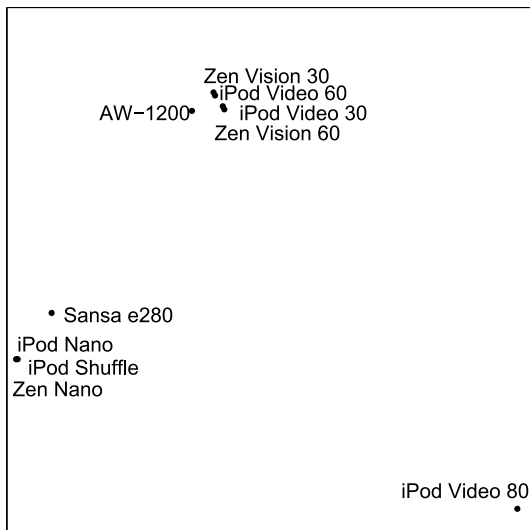 Zen Vision 30
iPod Video 60
AW−1200
iPod Video 30
Zen Vision 60
Sansa e280
iPod Nano
iPod Shuffle
Zen Nano
iPod Video 80